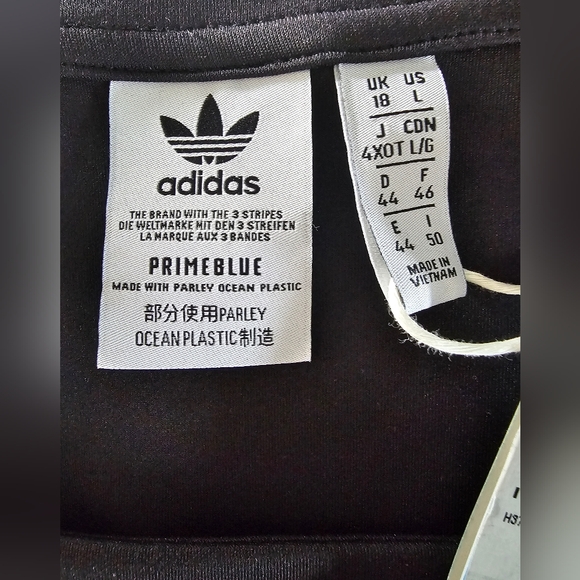 adidas
THE BRAND WITH THE 3 STRIPES
DIE WELTMARKE MIT DEN 3 STREIFEN
LA MARQUE AUX 3 BANDES
PRIMEBLUE
MADE WITH PARLEY OCEAN PLASTIC
部分使用PARLEY
OCEAN PLASTIC制造
UK US
18 L
J CDN
4XOT L/G
D F
44 46
E I
44 50
MADE IN
VIETNAM